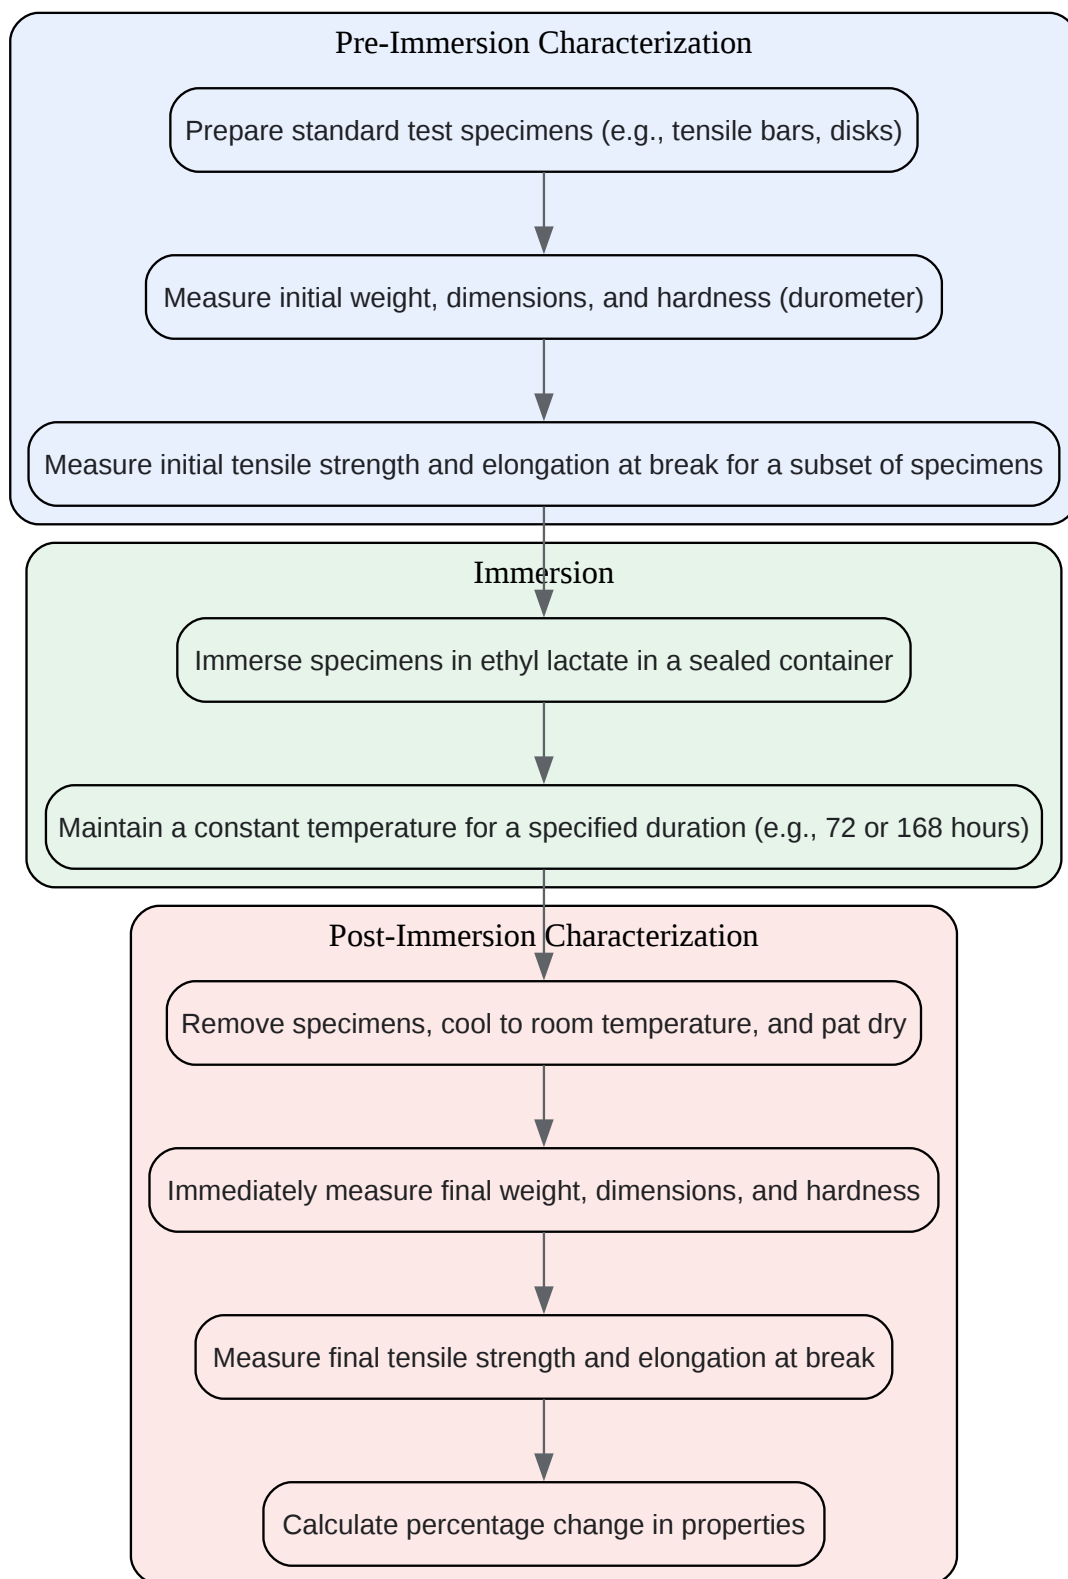 Pre-Immersion Characterization
Prepare standard test specimens (e.g., tensile bars, disks)
Measure initial weight, dimensions, and hardness (durometer)
Measure initial tensile strength and elongation at break for a subset of specimens
Immersion
Immerse specimens in ethyl lactate in a sealed container
Maintain a constant temperature for a specified duration (e.g., 72 or 168 hours)
Post-Immersion Characterization
Remove specimens, cool to room temperature, and pat dry
Immediately measure final weight, dimensions, and hardness
Measure final tensile strength and elongation at break
Calculate percentage change in properties